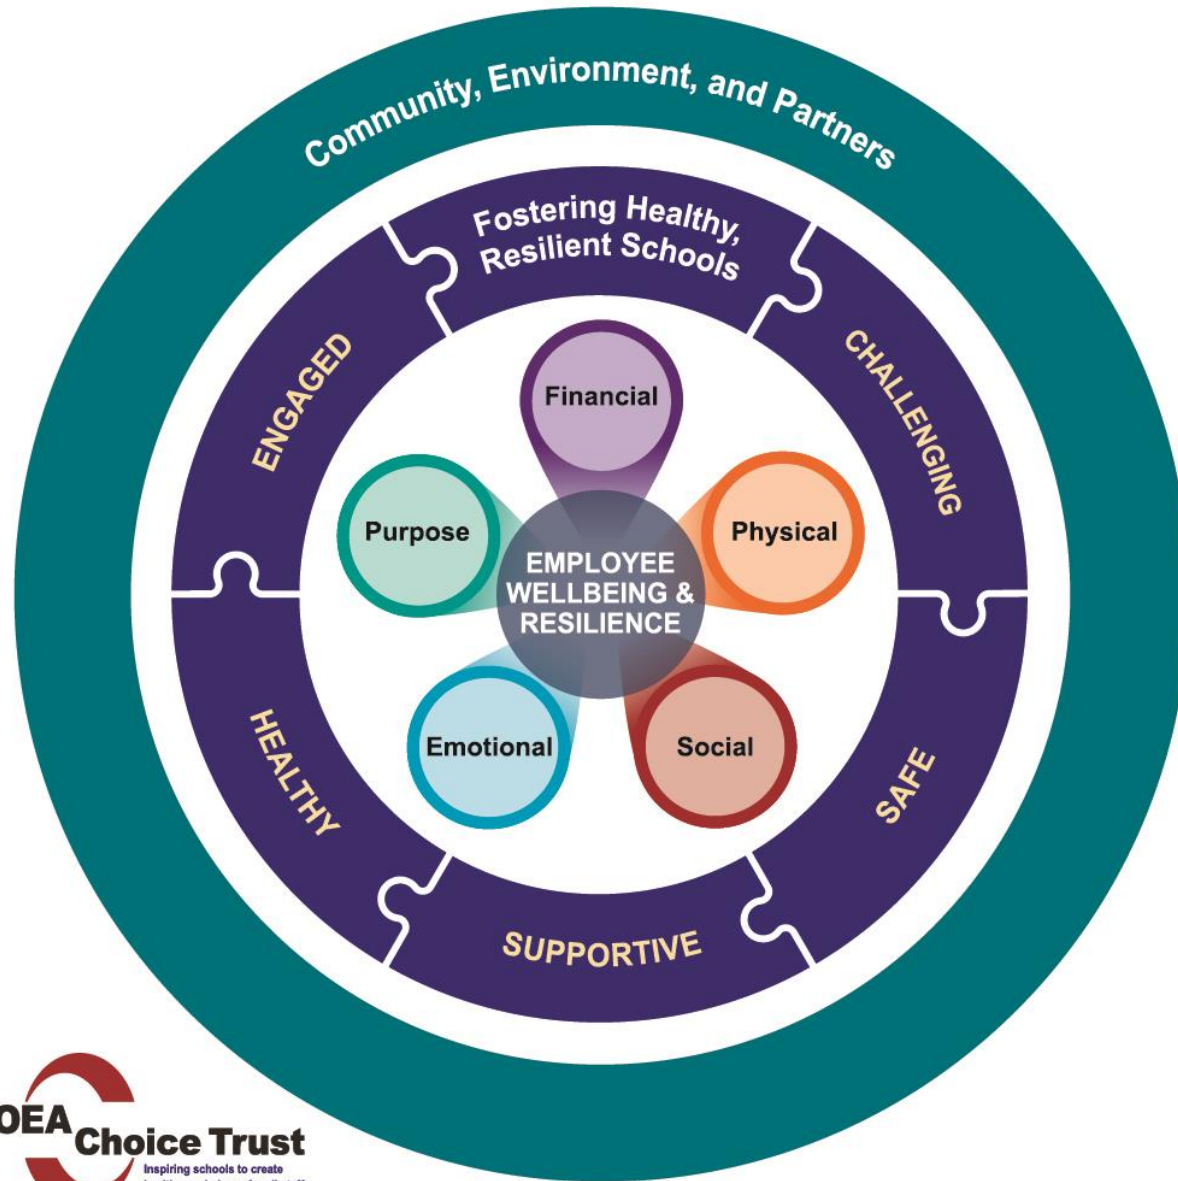 Community, Environment, and Partners
Fostering Healthy,
Resilient Schools
ENGAGED
CHALLENGING
Financial
Purpose
Physical
EMPLOYEE
WELLBEING &
RESILIENCE
Emotional
Social
HEALTHY
SAFE
SUPPORTIVE
OEA
Choice Trust
Inspiring schools to create